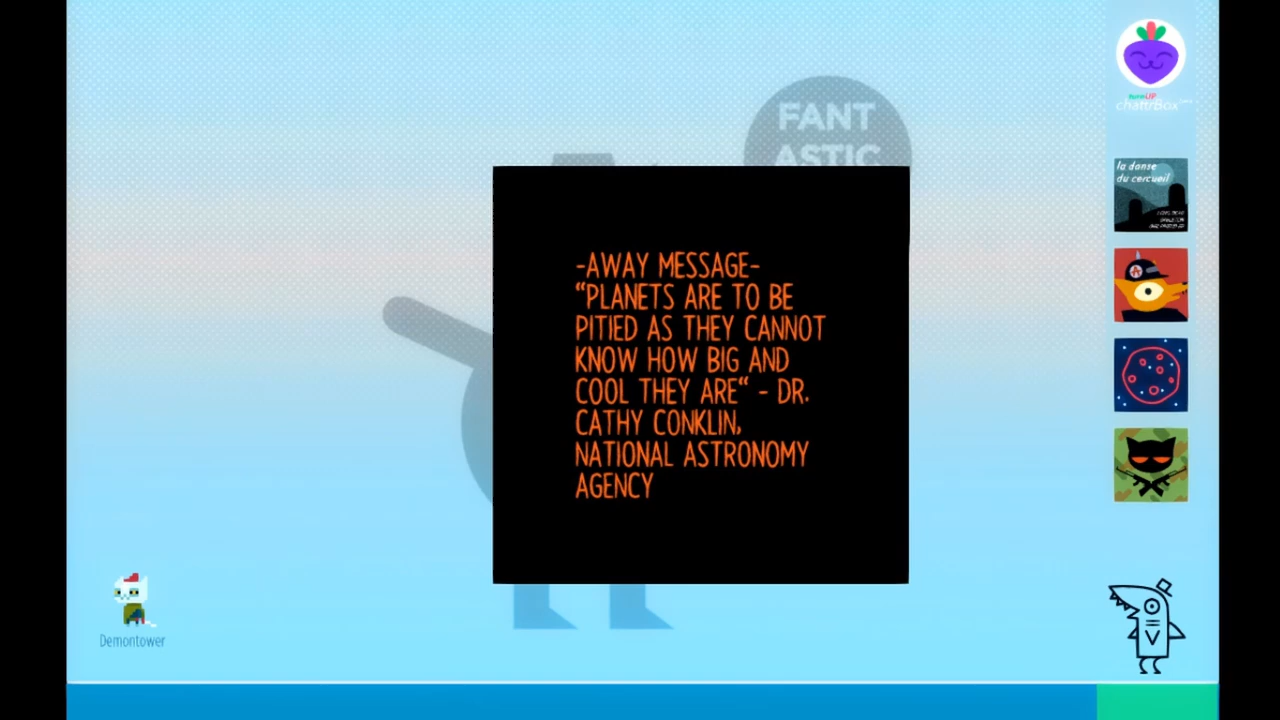 FANT
ASTIC
turnUP
chattrBox
la danse
du cercueil
-AWAY MESSAGE-
“PLANETS ARE TO BE
PITIED AS THEY CANNOT
KNOW HOW BIG AND
COOL THEY ARE“ - DR.
CATHY CONKLIN,
NATIONAL ASTRONOMY
AGENCY
Demontower